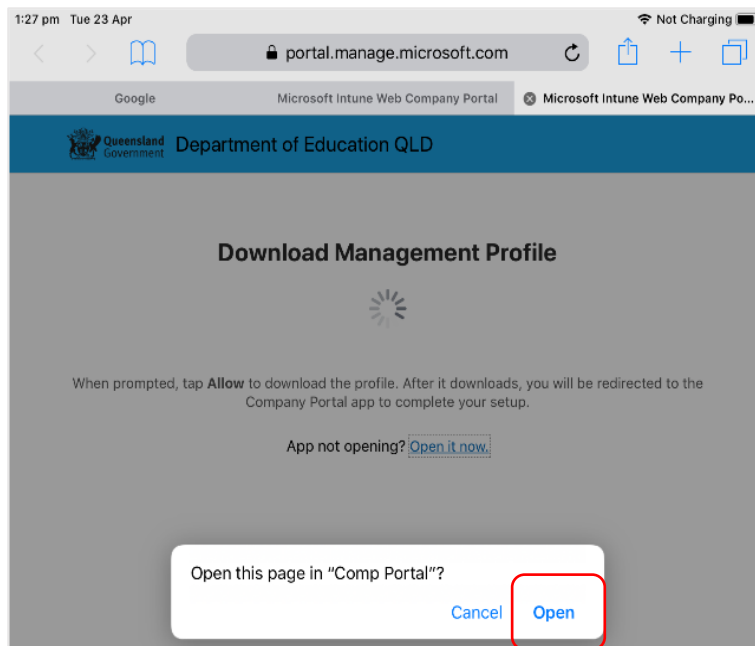 1:27 pm Tue 23 Apr Not Charging
portal.manage.microsoft.com
Google Microsoft Intune Web Company Portal Microsoft Intune Web Company Po...
Queensland
Government
Department of Education QLD
Download Management Profile
When prompted, tap Allow to download the profile. After it downloads, you will be redirected to the
Company Portal app to complete your setup.
App not opening? Open it now.
Open this page in “Comp Portal”?
Cancel Open